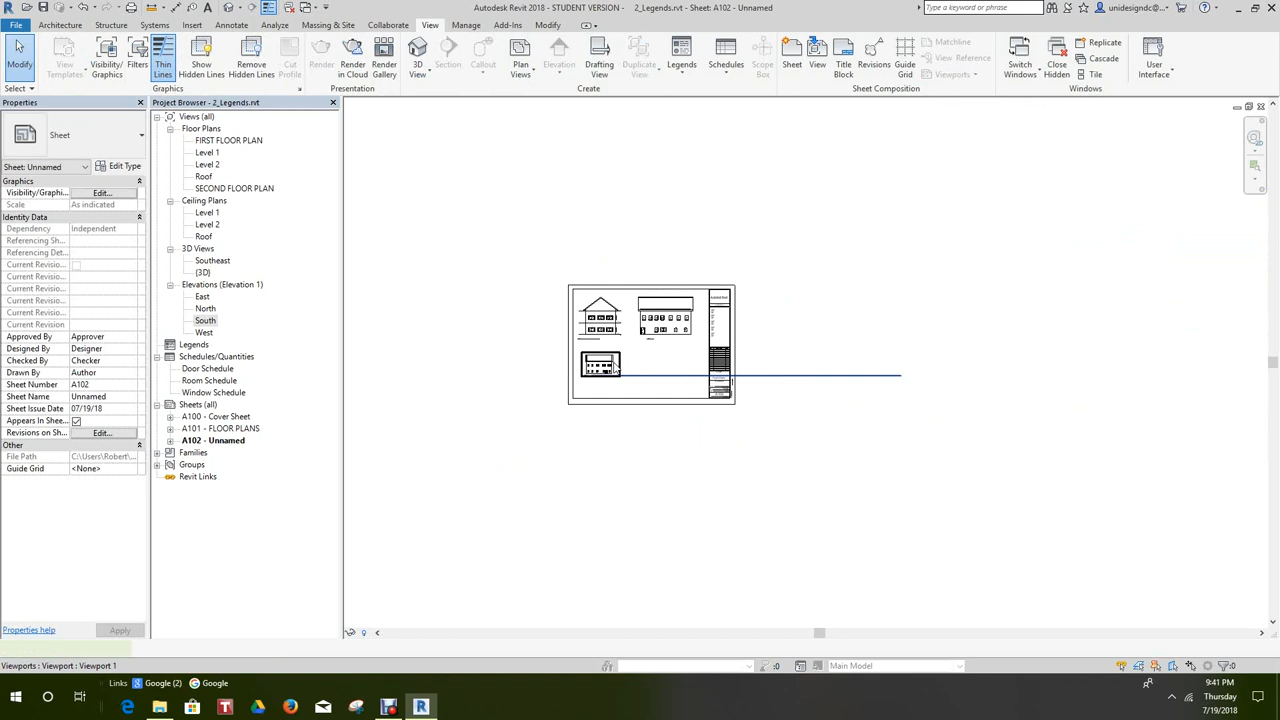 Autodesk Revit 2018 - STUDENT VERSION - 2_Legends.rvt - Sheet: A102 - Unnamed
Type a keyword or phrase
unidesigndc@...
File Architecture Structure Systems Insert Annotate Analyze Massing & Site Collaborate View Manage Add-Ins Modify
Modify View Templates Visibility/ Graphics Filters Thin Lines Show Hidden Lines Remove Hidden Lines Cut Profile Render Render in Cloud Render Gallery 3D View Section Callout Plan Views Elevation Drafting View Duplicate View Legends Schedules Scope Box Sheet View Title Block Revisions Guide Grid Matchline View Reference Viewports Switch Windows Close Hidden Replicate Cascade Tile User Interface
Select Graphics Presentation Create Sheet Composition Windows
Properties
Sheet
Sheet: Unnamed Edit Type
Graphics
Visibility/Graphi... Edit...
Scale As indicated
Identity Data
Dependency Independent
Referencing Sh...
Referencing Det...
Current Revisio...
Current Revisio...
Current Revisio...
Current Revisio...
Current Revisio...
Current Revision
Approved By Approver
Designed By Designer
Checked By Checker
Drawn By Author
Sheet Number A102
Sheet Name Unnamed
Sheet Issue Date 07/19/18
Appears In Shee...
Revisions on Sh... Edit...
Other
File Path C:\Users\Robert\...
Guide Grid <None>
Properties help Apply
Project Browser - 2_Legends.rvt
Views (all)
Floor Plans
FIRST FLOOR PLAN
Level 1
Level 2
Roof
SECOND FLOOR PLAN
Ceiling Plans
Level 1
Level 2
Roof
3D Views
Southeast
{3D}
Elevations (Elevation 1)
East
North
South
West
Legends
Schedules/Quantities
Door Schedule
Room Schedule
Window Schedule
Sheets (all)
A100 - Cover Sheet
A101 - FLOOR PLANS
A102 - Unnamed
Families
Groups
Revit Links
Viewports : Viewport : Viewport 1
:0 Main Model :0
Links Google (2) Google
9:41 PM
Thursday
7/19/2018